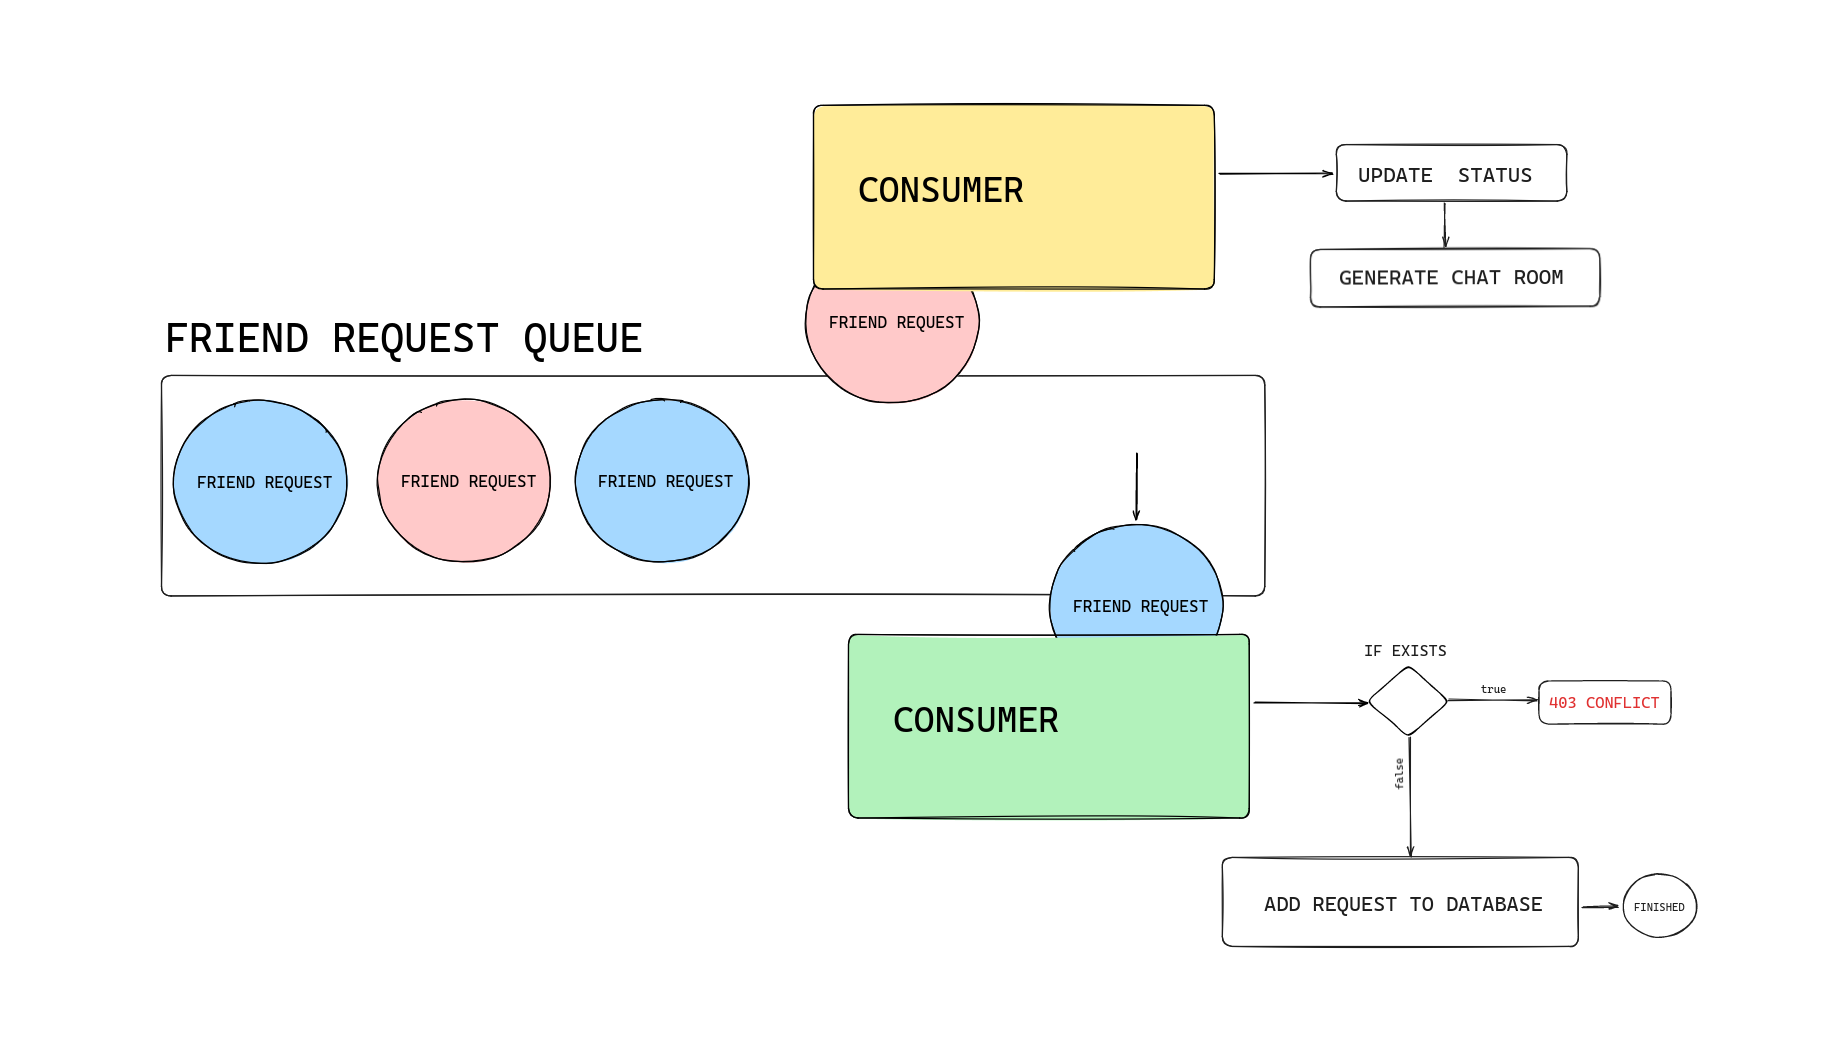 CONSUMER
UPDATE  STATUS
GENERATE CHAT ROOM
FRIEND REQUEST
FRIEND REQUEST QUEUE
FRIEND REQUEST
FRIEND REQUEST
FRIEND REQUEST
FRIEND REQUEST
CONSUMER
IF EXISTS
true
403 CONFLICT
false
ADD REQUEST TO DATABASE
FINISHED